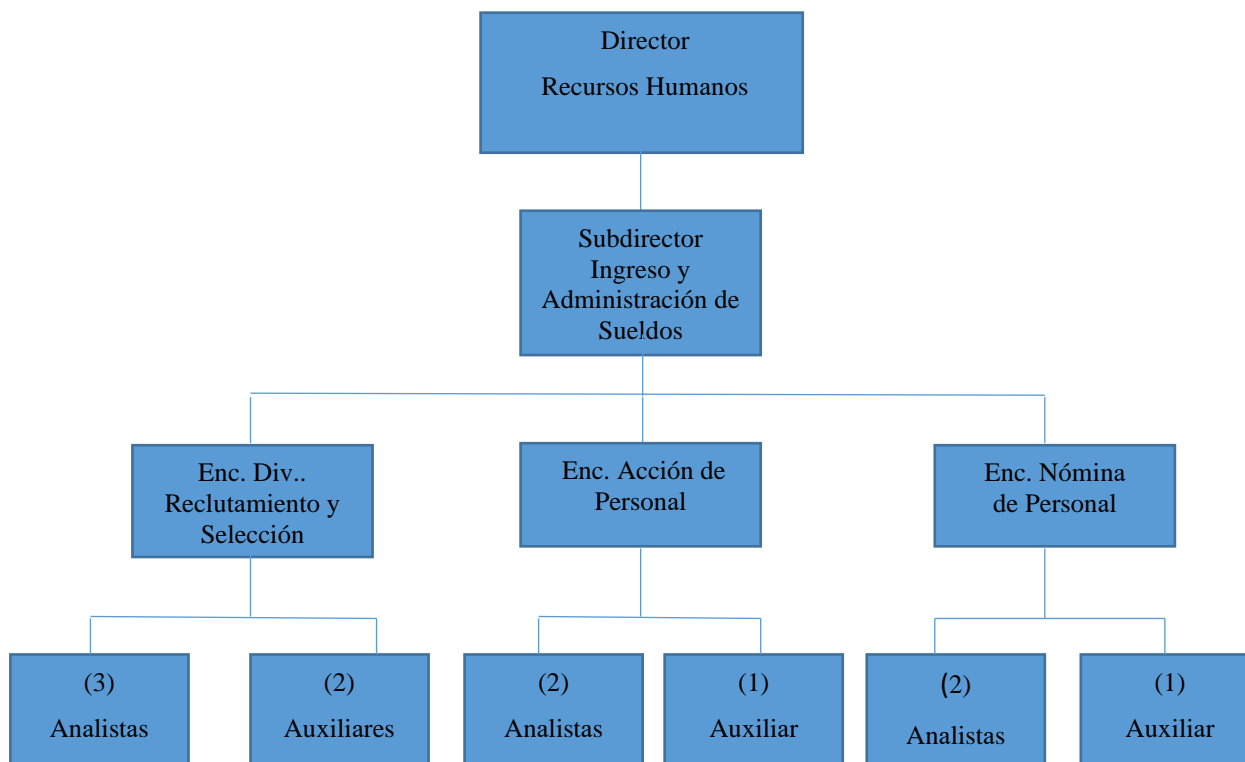 Director
Recursos Humanos
Subdirector
Ingreso y
Administración de
Sueldos
Enc. Div..
Reclutamiento y
Selección
Enc. Acción de
Personal
Enc. Nómina
de Personal
(3)
Analistas
(2)
Auxiliares
(2)
Analistas
(1)
Auxiliar
(2)
Analistas
(1)
Auxiliar